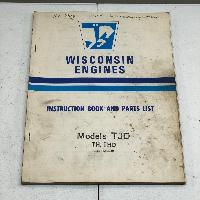 WISCONSIN
ENGINES
INSTRUCTION BOOK AND PARTS LIST
Models TJD
TH, THD